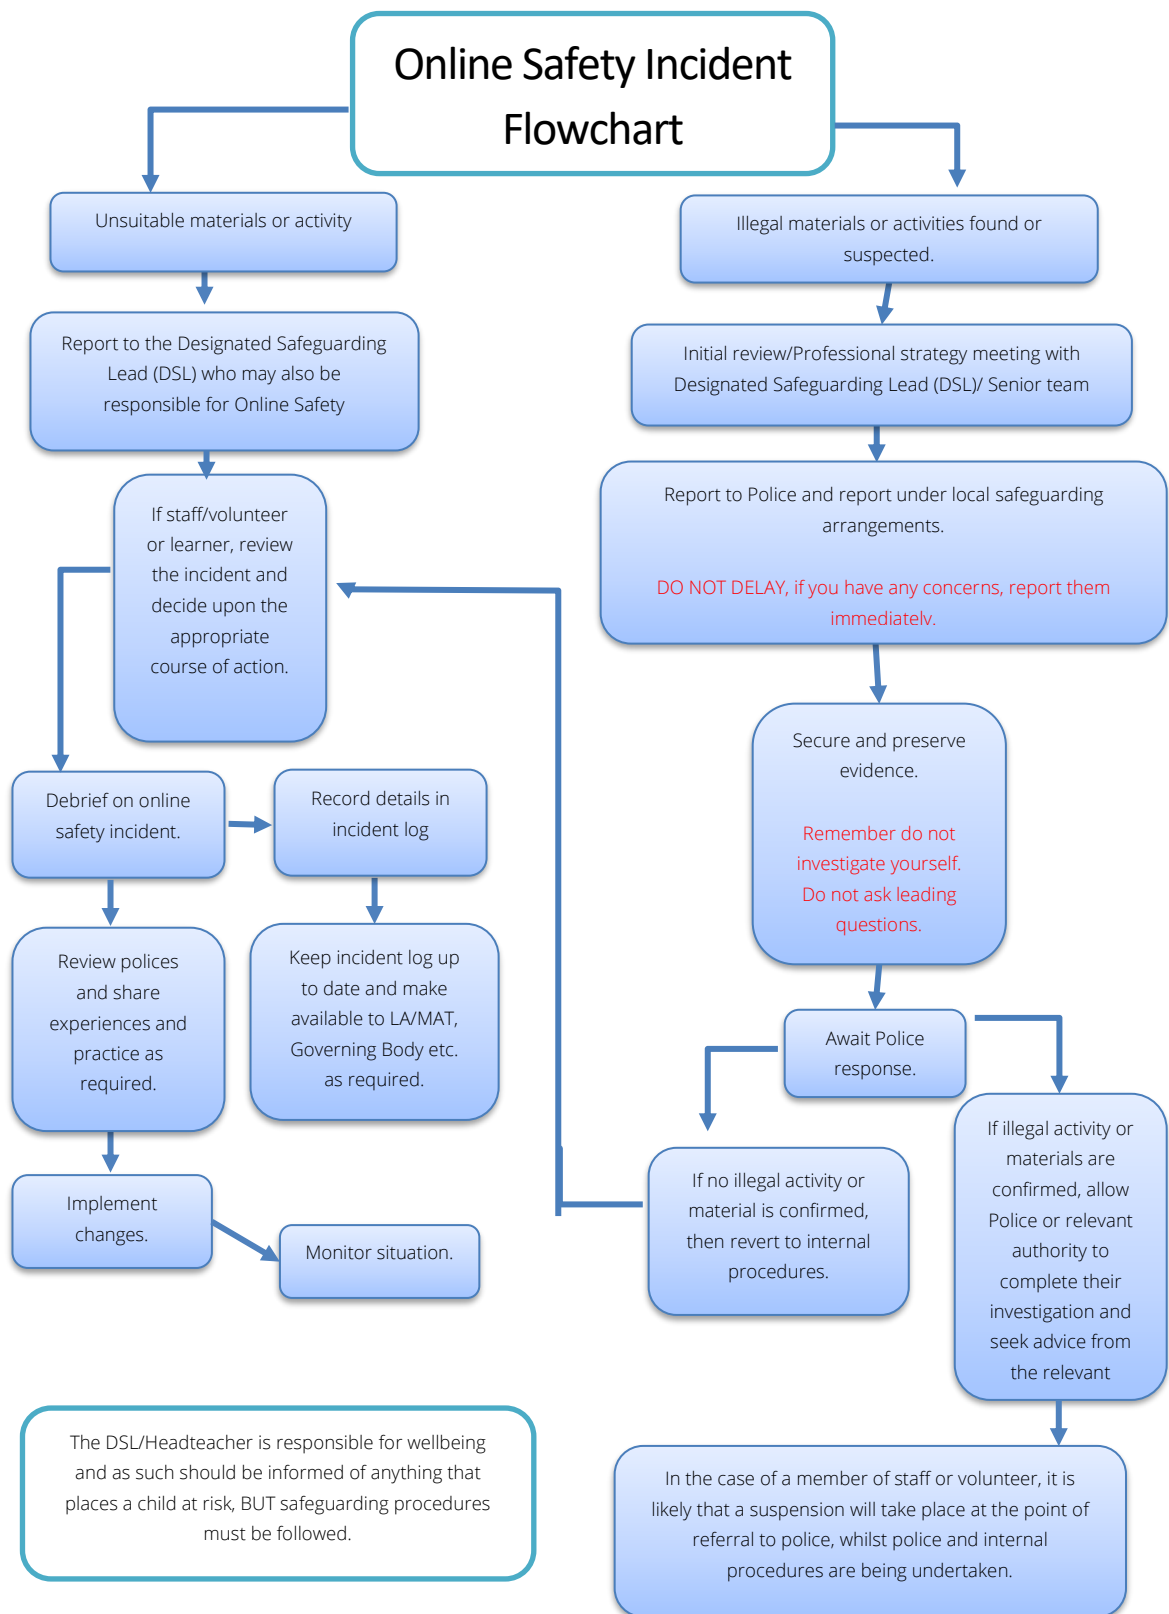 Online Safety Incident
Flowchart
Unsuitable materials or activity
Report to the Designated Safeguarding
Lead (DSL) who may also be
responsible for Online Safety
If staff/volunteer
or learner, review
the incident and
decide upon the
appropriate
course of action.
Debrief on online
safety incident.
Record details in
incident log
Review polices
and share
experiences and
practice as
required.
Keep incident log up
to date and make
available to LA/MAT,
Governing Body etc.
as required.
Implement
changes.
Monitor situation.
Illegal materials or activities found or
suspected.
Initial review/Professional strategy meeting with
Designated Safeguarding Lead (DSL)/ Senior team
Report to Police and report under local safeguarding
arrangements.
DO NOT DELAY, if you have any concerns, report them
immediately.
Secure and preserve
evidence.
Remember do not
investigate yourself.
Do not ask leading
questions.
Await Police
response.
If no illegal activity or
material is confirmed,
then revert to internal
procedures.
If illegal activity or
materials are
confirmed, allow
Police or relevant
authority to
complete their
investigation and
seek advice from
the relevant
In the case of a member of staff or volunteer, it is
likely that a suspension will take place at the point of
referral to police, whilst police and internal
procedures are being undertaken.
The DSL/Headteacher is responsible for wellbeing
and as such should be informed of anything that
places a child at risk, BUT safeguarding procedures
must be followed.